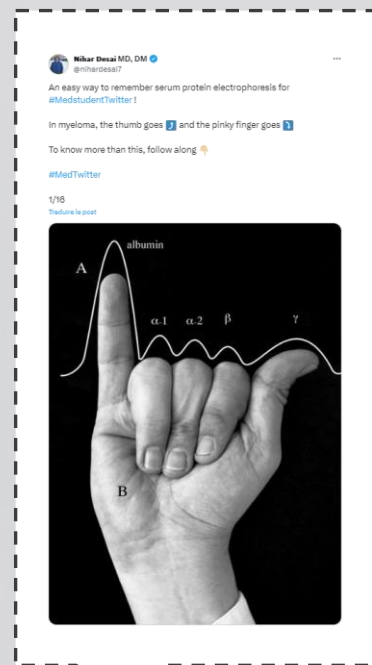 Nihar Desai MD, DM
@nihardesai7
An easy way to remember serum protein electrophoresis for
#MedstudentTwitter !
In myeloma, the thumb goes ⤴️ and the pinky finger goes ⤵️
To know more than this, follow along 👇🏼
#MedTwitter
1/16
Traduire le post
albumin
A
α-1 α-2 β γ
B